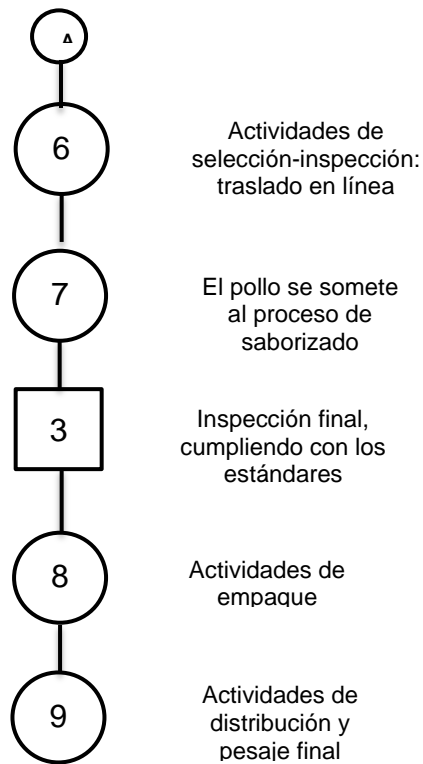 A
6
Actividades de
selección-inspección:
traslado en línea
7
El pollo se somete
al proceso de
saborizado
3
Inspección final,
cumpliendo con los
estándares
8
Actividades de
empaque
9
Actividades de
distribución y
pesaje final